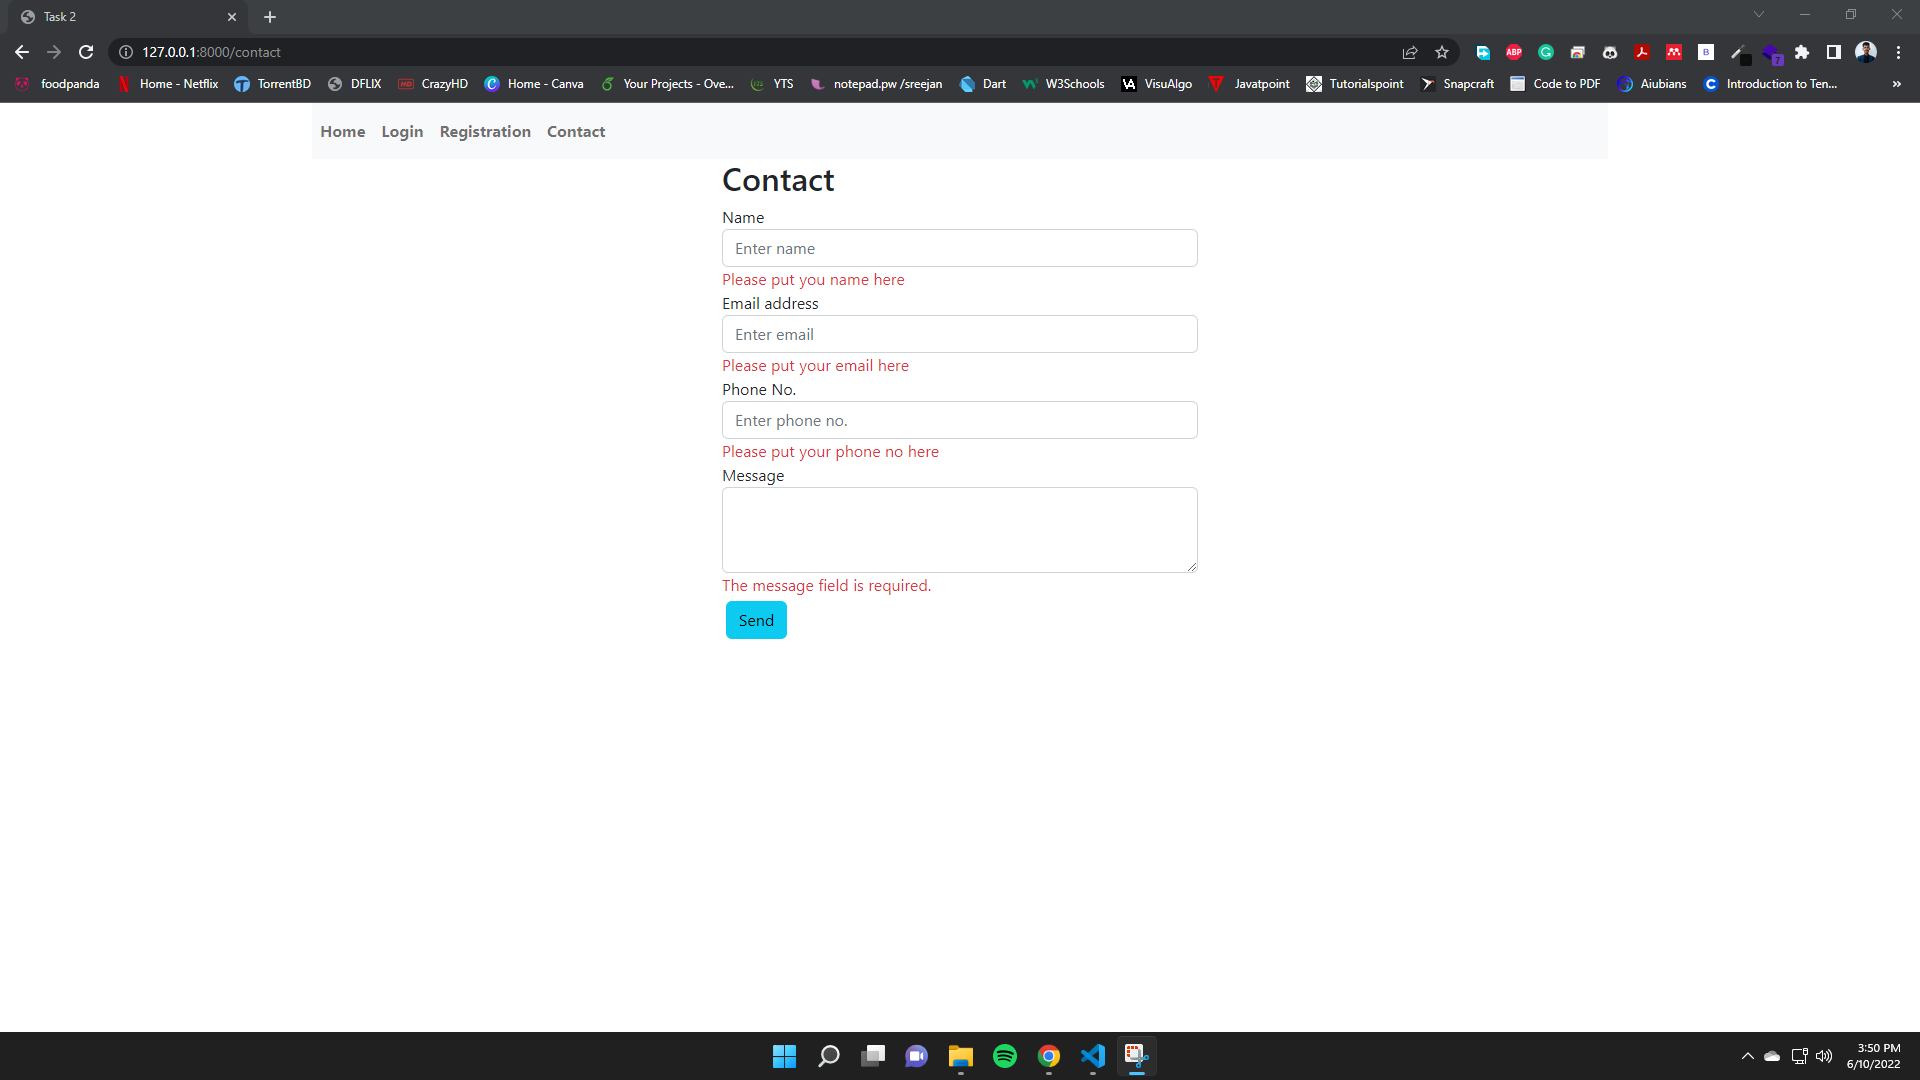 Task 2
127.0.0.1:8000/contact
ABP
B
7
foodpanda Home - Netflix TorrentBD DFLIX CrazyHD Home - Canva Your Projects - Ove... YTS notepad.pw /sreejan Dart W3Schools VisuAlgo Javatpoint Tutorialspoint Snapcraft Code to PDF Aiubians Introduction to Ten... »
Home Login Registration Contact
Contact
Name
Enter name
Please put you name here
Email address
Enter email
Please put your email here
Phone No.
Enter phone no.
Please put your phone no here
Message
The message field is required.
Send
3:50 PM
6/10/2022